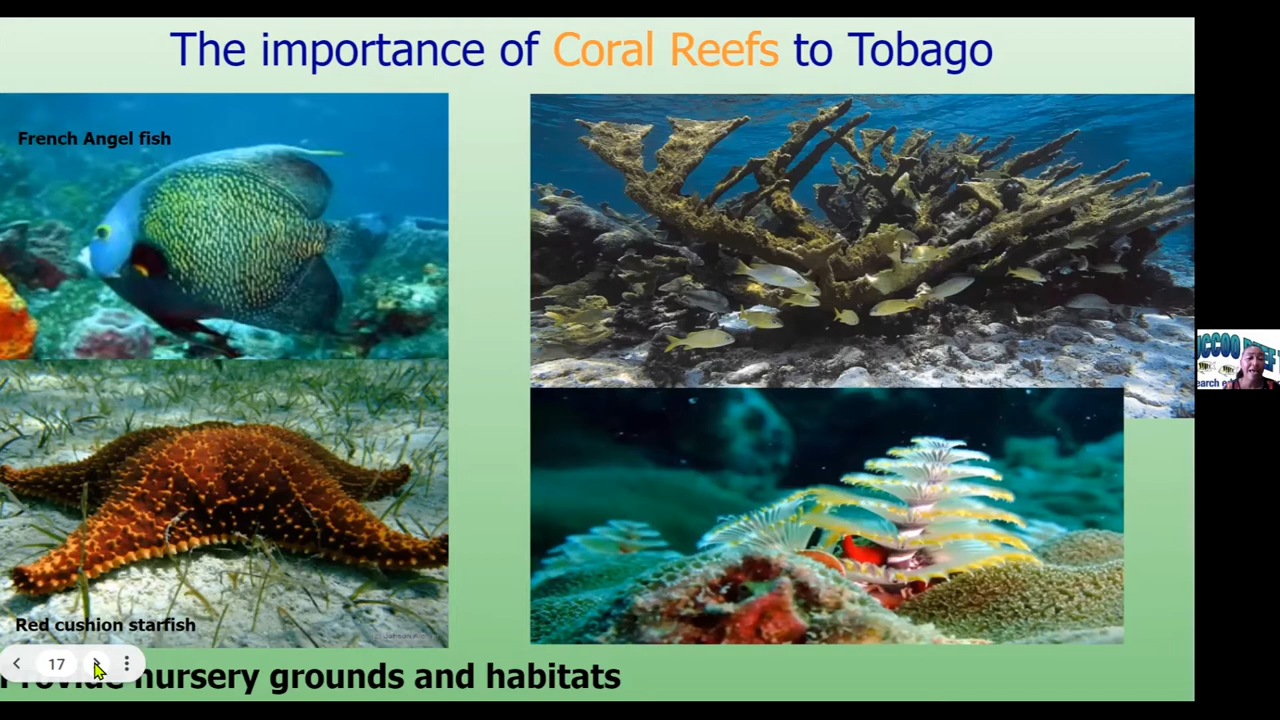 The importance of Coral Reefs to Tobago
French Angel fish
Red cushion starfish
17
nursery grounds and habitats